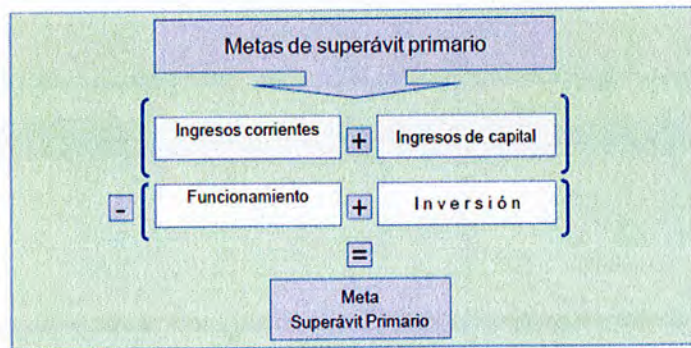 Metas de superávit primario
Ingresos corrientes + Ingresos de capital
- Funcionamiento + Inversión
=
Meta
Superávit Primario